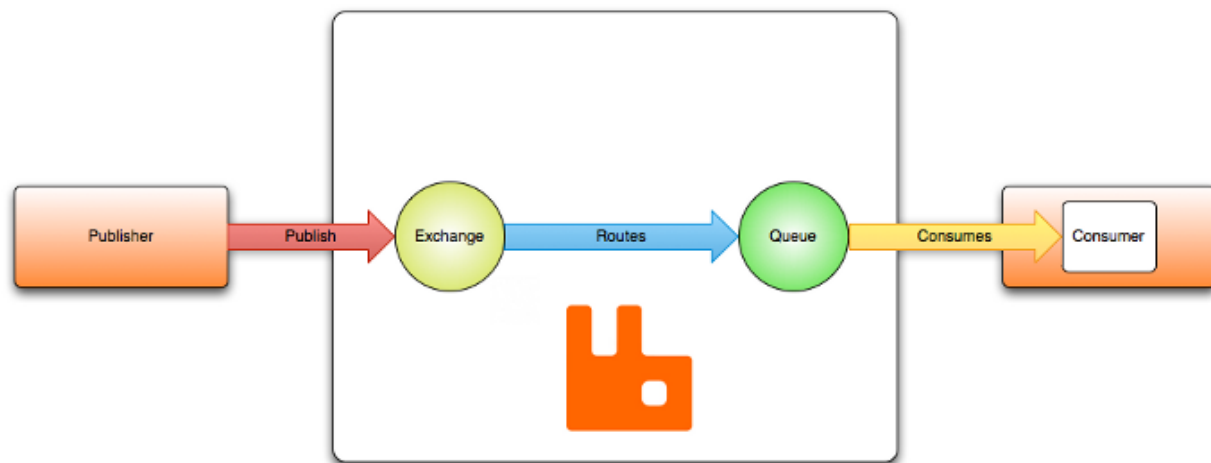 Publisher
Publish
Exchange
Routes
Queue
Consumes
Consumer